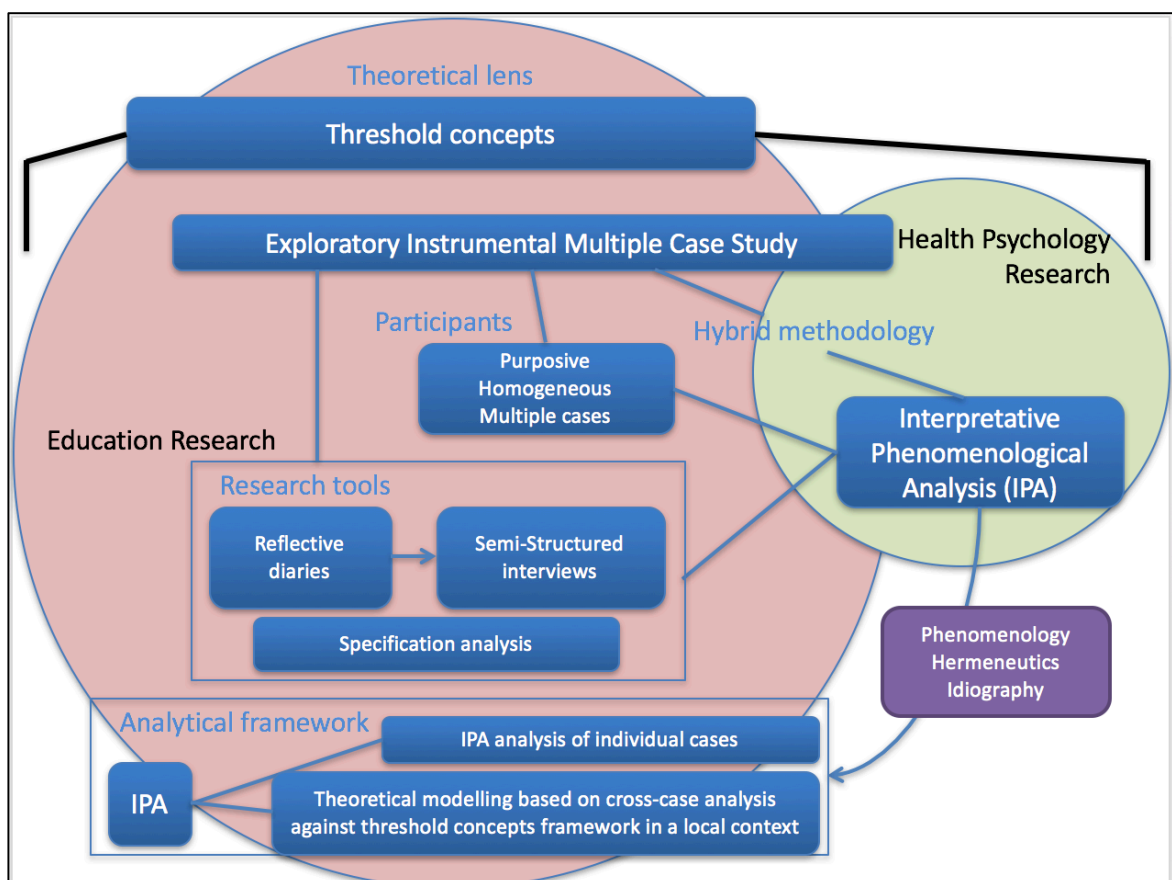 Theoretical lens
Threshold concepts
Exploratory Instrumental Multiple Case Study
Health Psychology
Research
Participants
Hybrid methodology
Purposive
Homogeneous
Multiple cases
Interpretative
Phenomenological
Analysis (IPA)
Education Research
Research tools
Reflective
diaries
Semi-Structured
interviews
Specification analysis
Phenomenology
Hermeneutics
Idiography
Analytical framework
IPA analysis of individual cases
IPA
Theoretical modelling based on cross-case analysis
against threshold concepts framework in a local context